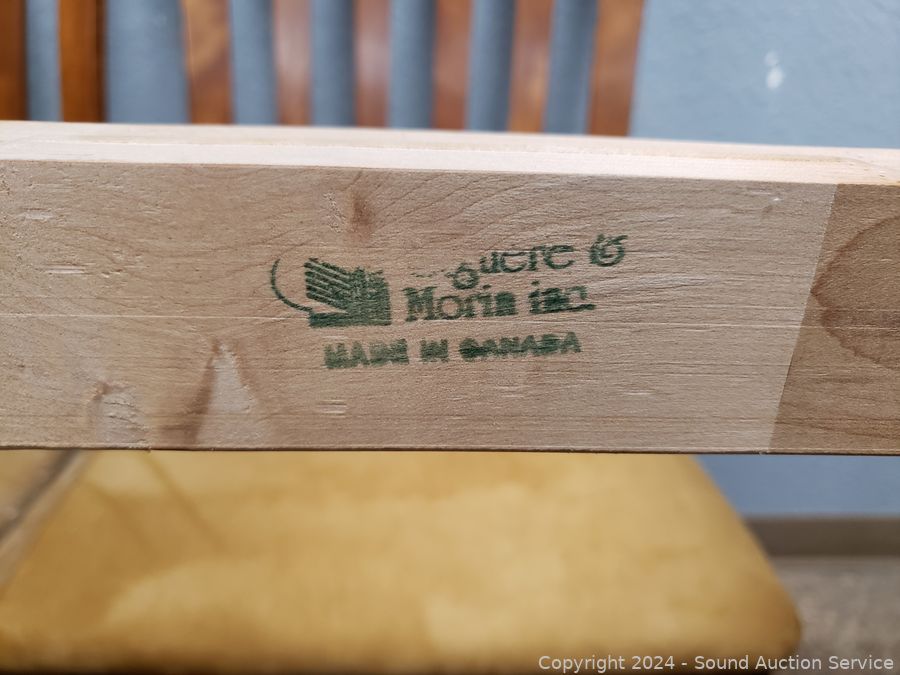 &
Morin inc
MADE IN CANADA
Copyright 2024 - Sound Auction Service